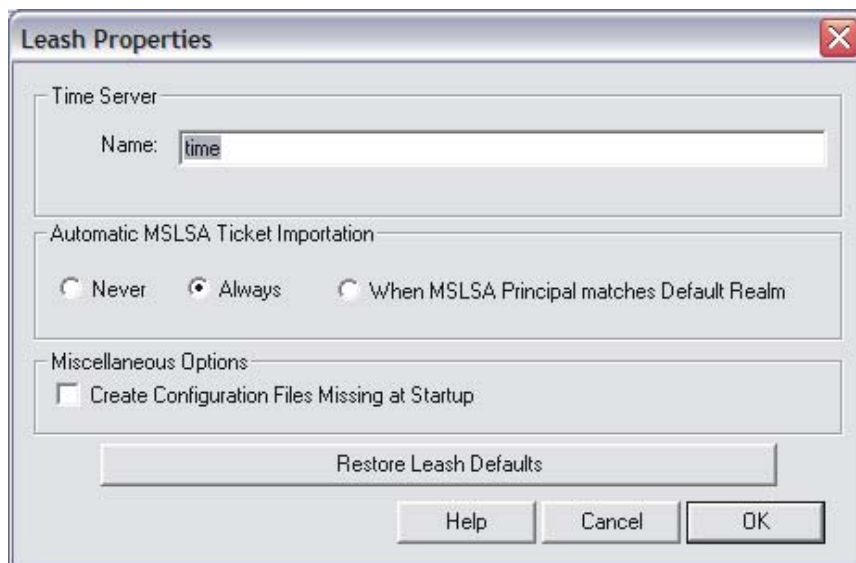 Leash Properties
Time Server
Name: time
Automatic MSLSA Ticket Importation
Never Always When MSLSA Principal matches Default Realm
Miscellaneous Options
Create Configuration Files Missing at Startup
Restore Leash Defaults
Help Cancel OK